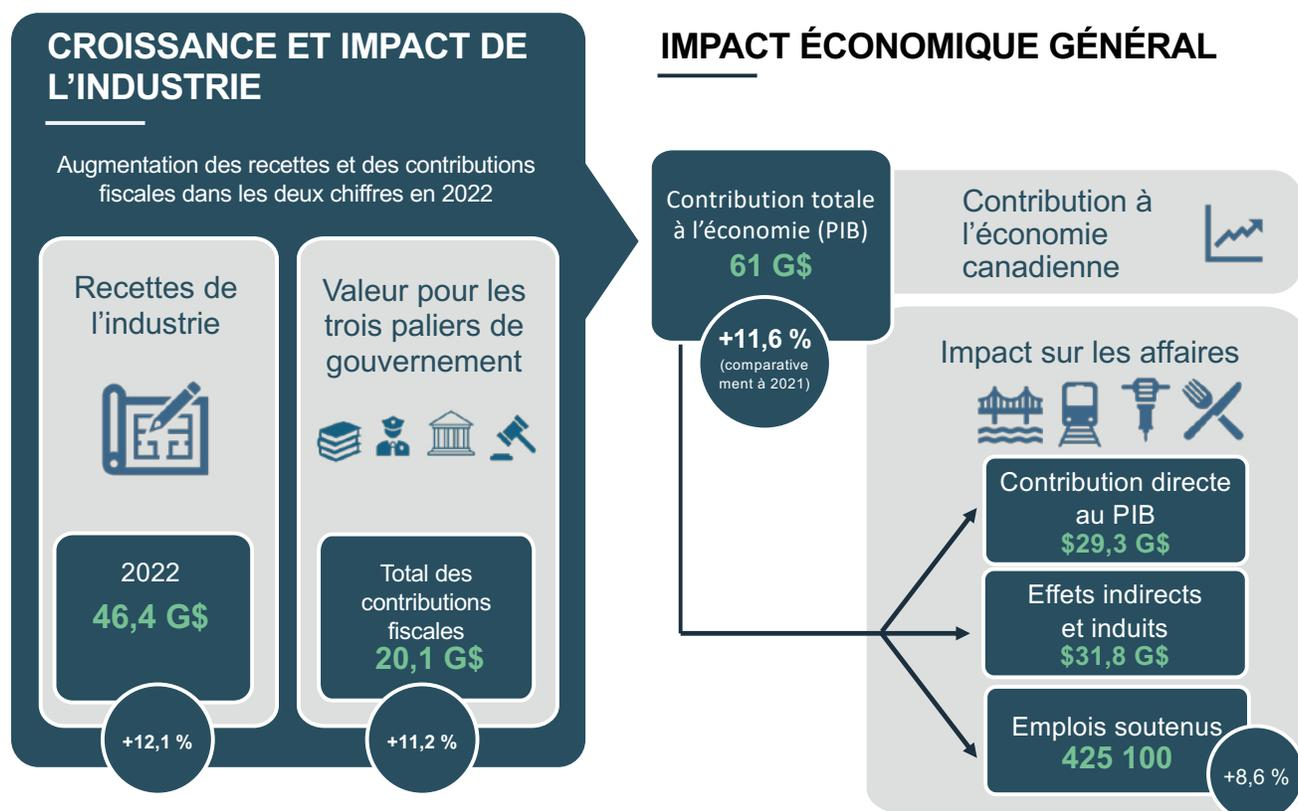 CROISSANCE ET IMPACT DE
L’INDUSTRIE
Augmentation des recettes et des contributions
fiscales dans les deux chiffres en 2022
Recettes de
l’industrie
2022
46,4 G$
+12,1 %
Valeur pour les
trois paliers de
gouvernement
Total des
contributions
fiscales
20,1 G$
+11,2 %
IMPACT ÉCONOMIQUE GÉNÉRAL
Contribution totale
à l’économie (PIB)
61 G$
+11,6 %
(comparative
ment à 2021)
Contribution à
l’économie
canadienne
Impact sur les affaires
Contribution directe
au PIB
$29,3 G$
Effets indirects
et induits
$31,8 G$
Emplois soutenus
425 100
+8,6 %